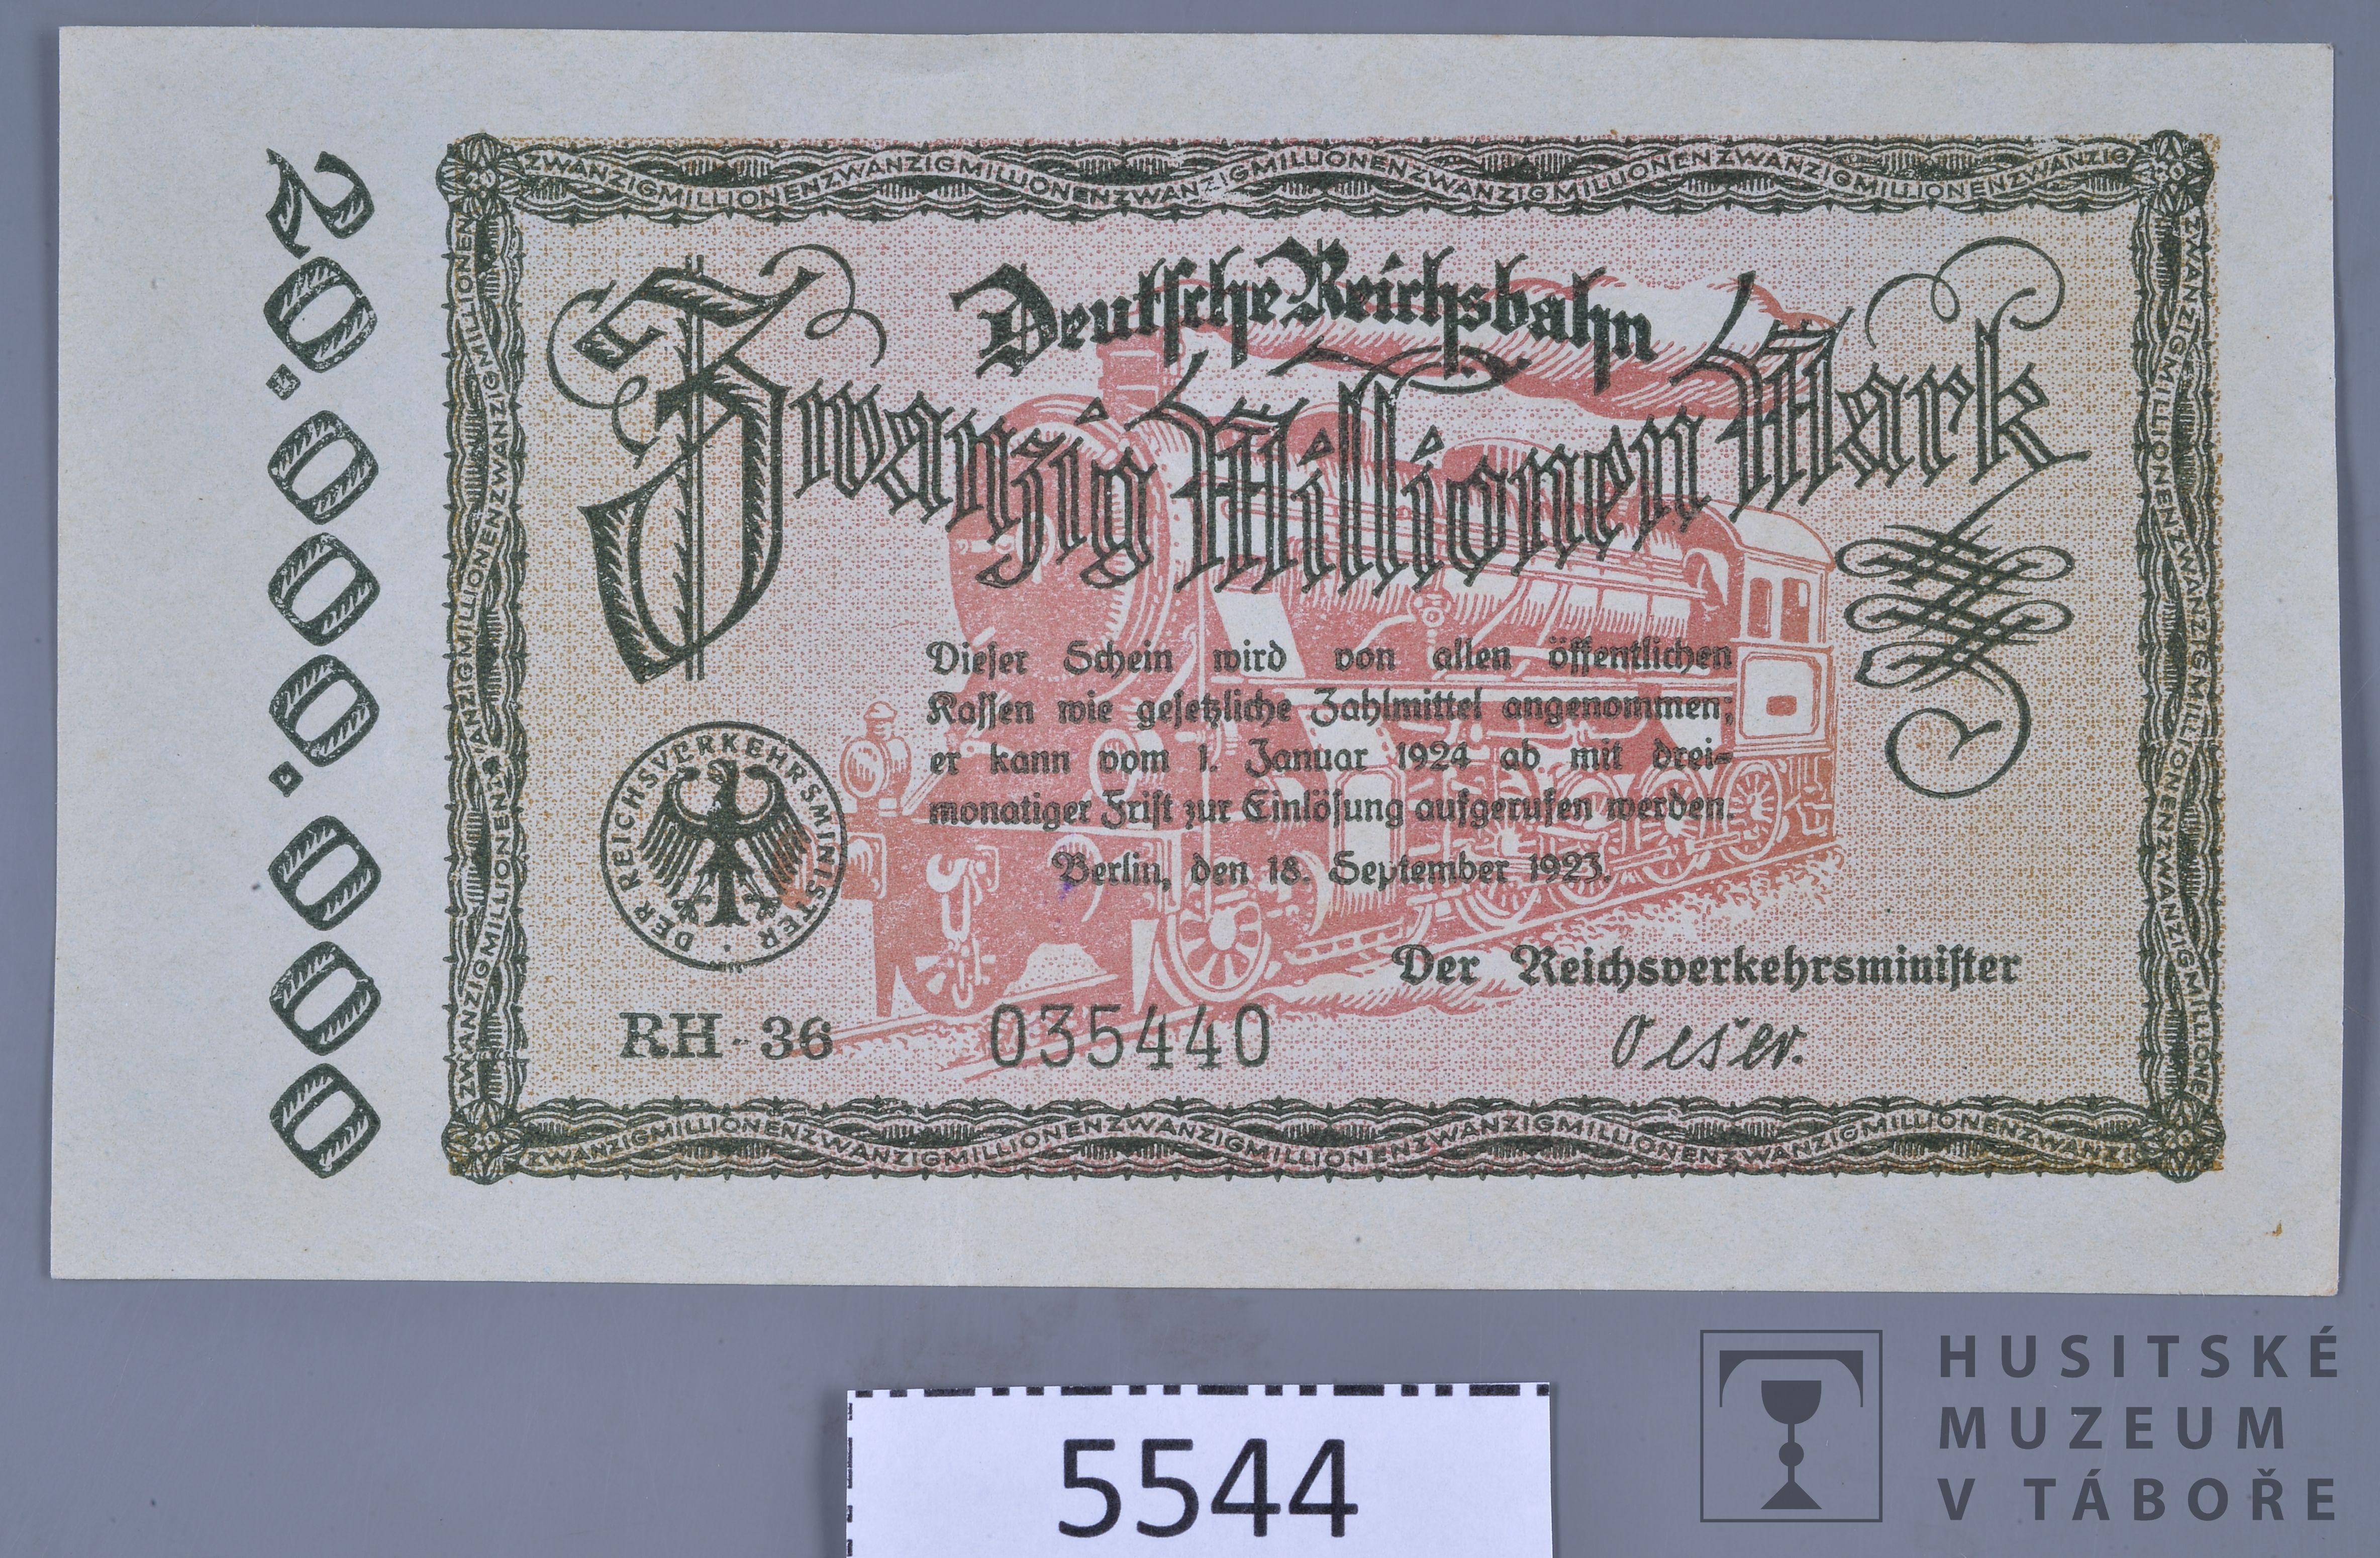 20.000.000
ZWANZIGMILLIONENZWANZIGMILLIONENZWANZIGMILLIONENZWANZIGMILLIONENZWANZIGMILLIONENZWANZIG
Deutsche Reichsbahn
Zwanzig Millionen Mark
Dieser Schein wird von allen öffentlichen
Kassen wie gesetzliche Zahlmittel angenommen;
er kann vom 1. Januar 1924 ab mit drei=
monatiger Frist zur Einlösung aufgerufen werden.
Berlin, den 18. September 1923.
DER REICHSVERKEHRSMINISTER
Der Reichsverkehrsminister
RH - 36 035440
Oeser.
5544
HUSITSKÉ
MUZEUM
V TÁBOŘE